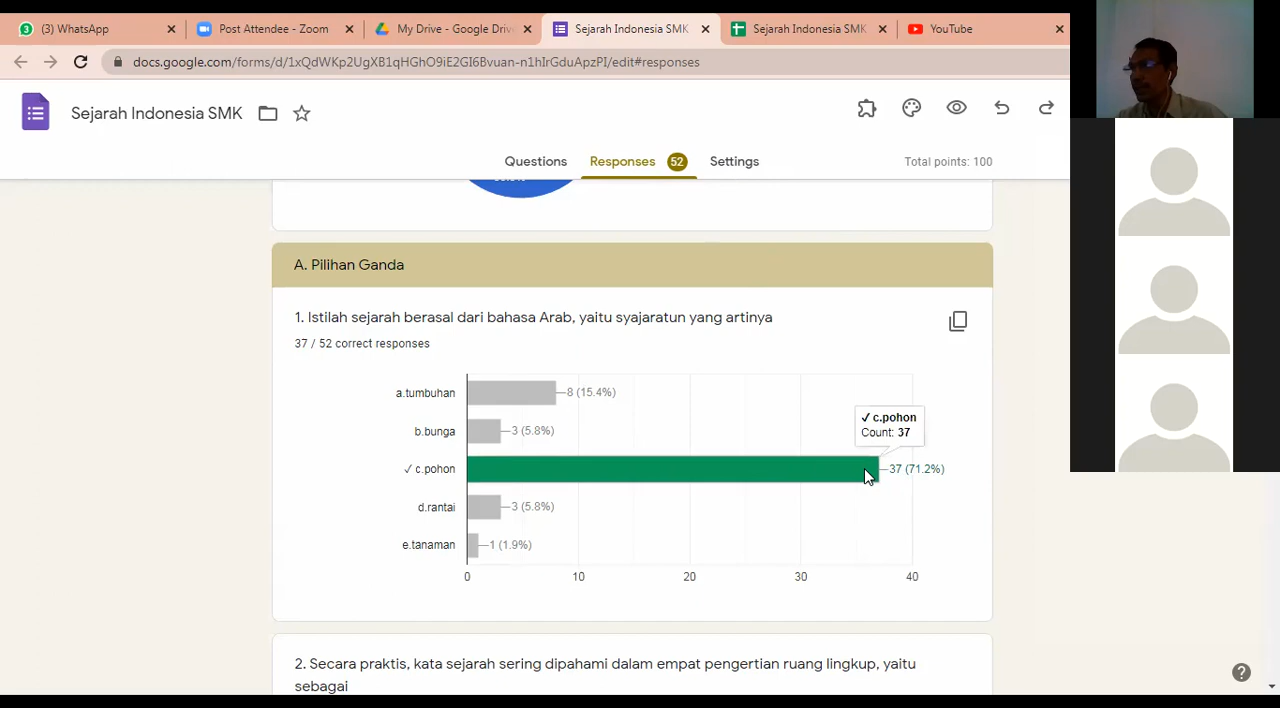 (3) WhatsApp
Post Attendee - Zoom
My Drive - Google Driv
Sejarah Indonesia SMK
Sejarah Indonesia SMK
YouTube
docs.google.com/forms/d/1xQdWKp2UgXB1qHGhO9iE2GI6Bvuan-n1hIrGduApzPI/edit#responses
Sejarah Indonesia SMK
Questions
Responses 52
Settings
Total points: 100
A. Pilihan Ganda
1. Istilah sejarah berasal dari bahasa Arab, yaitu syajaratun yang artinya
37 / 52 correct responses
a.tumbuhan
8 (15.4%)
✓ c.pohon
Count: 37
b.bunga
3 (5.8%)
✓ c.pohon
37 (71.2%)
d.rantai
3 (5.8%)
e.tanaman
1 (1.9%)
0 10 20 30 40
2. Secara praktis, kata sejarah sering dipahami dalam empat pengertian ruang lingkup, yaitu
sebagai